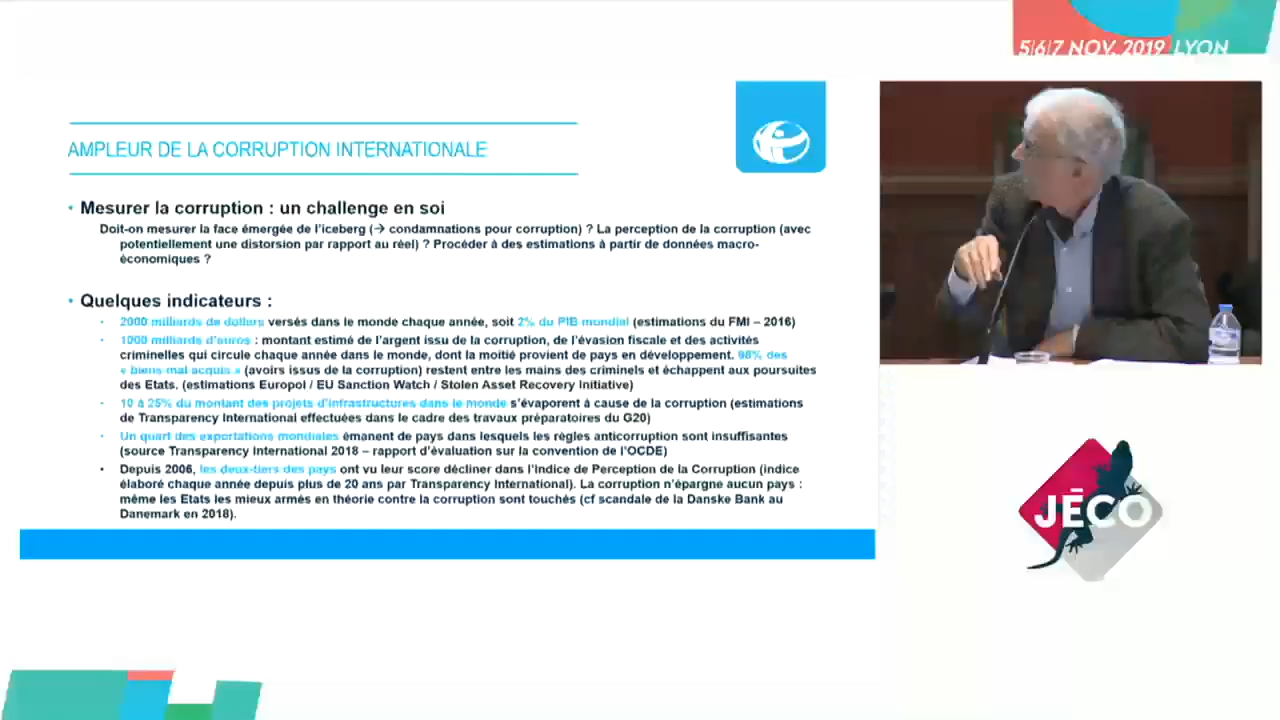 5|6|7 NOV. 2019 LYON
AMPLEUR DE LA CORRUPTION INTERNATIONALE
• Mesurer la corruption : un challenge en soi
Doit-on mesurer la face émergée de l'iceberg (→ condamnations pour corruption) ? La perception de la corruption (avec
potentiellement une distorsion par rapport au réel) ? Procéder à des estimations à partir de données macro-
économiques ?
• Quelques indicateurs :
• 2000 milliards de dollars versés dans le monde chaque année, soit 2% du PIB mondial (estimations du FMI – 2016)
• 1000 milliards d'euros : montant estimé de l'argent issu de la corruption, de l'évasion fiscale et des activités
criminelles qui circule chaque année dans le monde, dont la moitié provient de pays en développement. 98% des
« biens mal acquis » (avoirs issus de la corruption) restent entre les mains des criminels et échappent aux poursuites
des Etats. (estimations Europol / EU Sanction Watch / Stolen Asset Recovery Initiative)
• 10 à 25% du montant des projets d'infrastructures dans le monde s'évaporent à cause de la corruption (estimations
de Transparency International effectuées dans le cadre des travaux préparatoires du G20)
• Un quart des exportations mondiales émanent de pays dans lesquels les règles anticorruption sont insuffisantes
(source Transparency International 2018 – rapport d'évaluation sur la convention de l'OCDE)
• Depuis 2006, les deux-tiers des pays ont vu leur score décliner dans l'Indice de Perception de la Corruption (indice
élaboré chaque année depuis plus de 20 ans par Transparency International). La corruption n'épargne aucun pays :
même les Etats les mieux armés en théorie contre la corruption sont touchés (cf scandale de la Danske Bank au
Danemark en 2018).
JÉCO